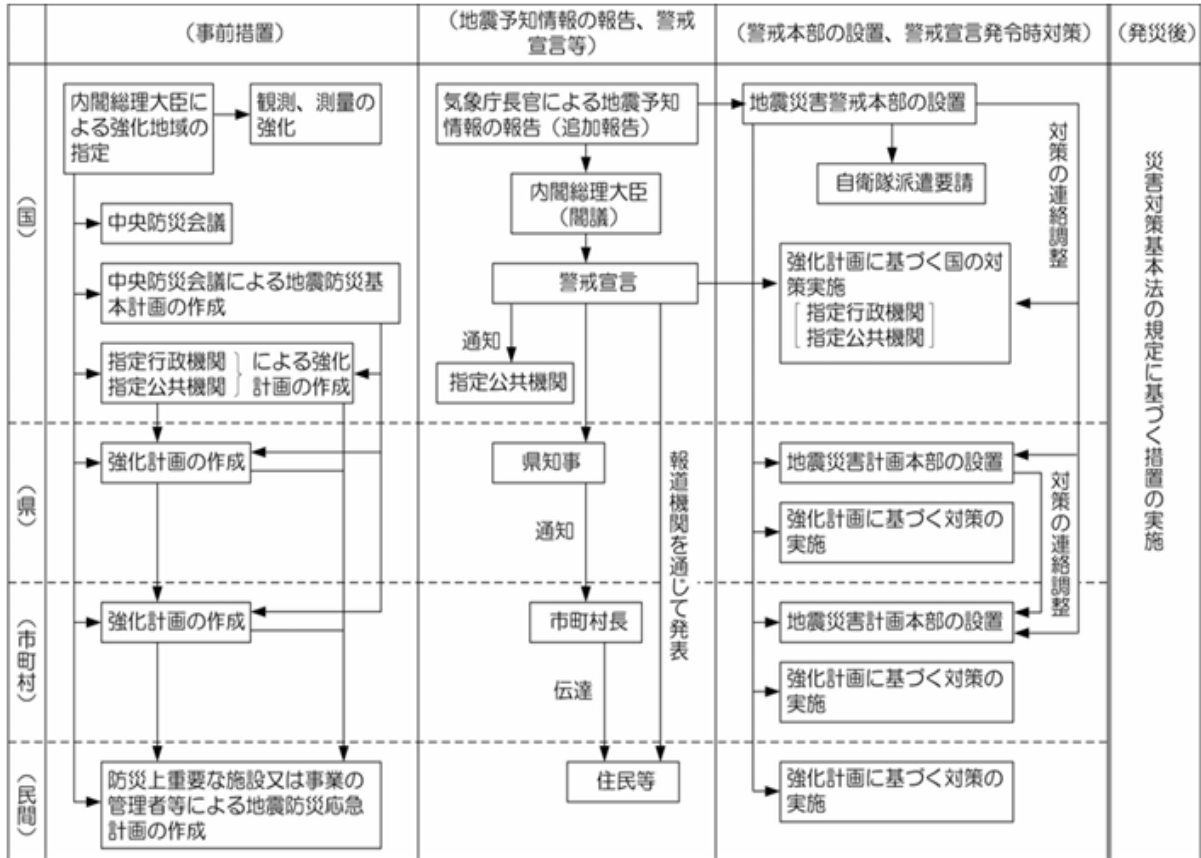 （事前措置）
（地震予知情報の報告、警戒
宣言等）
（警戒本部の設置、警戒宣言発令時対策）
（発災後）
（国）
内閣総理大臣に
よる強化地域の
指定
観測、測量の
強化
中央防災会議
中央防災会議による地震防災基
本計画の作成
指定行政機関
指定公共機関
による強化
計画の作成
気象庁長官による地震予知
情報の報告（追加報告）
内閣総理大臣
（閣議）
警戒宣言
通知
指定公共機関
地震災害警戒本部の設置
自衛隊派遣要請
対策の連絡調整
強化計画に基づく国の対
策実施
指定行政機関
指定公共機関
（県）
強化計画の作成
県知事
通知
報道機関を通じて発表
地震災害計画本部の設置
強化計画に基づく対策の
実施
対策の連絡調整
（市町村）
強化計画の作成
市町村長
伝達
地震災害計画本部の設置
強化計画に基づく対策の
実施
（民間）
防災上重要な施設又は事業の
管理者等による地震防災応急
計画の作成
住民等
強化計画に基づく対策の
実施
災害対策基本法の規定に基づく措置の実施